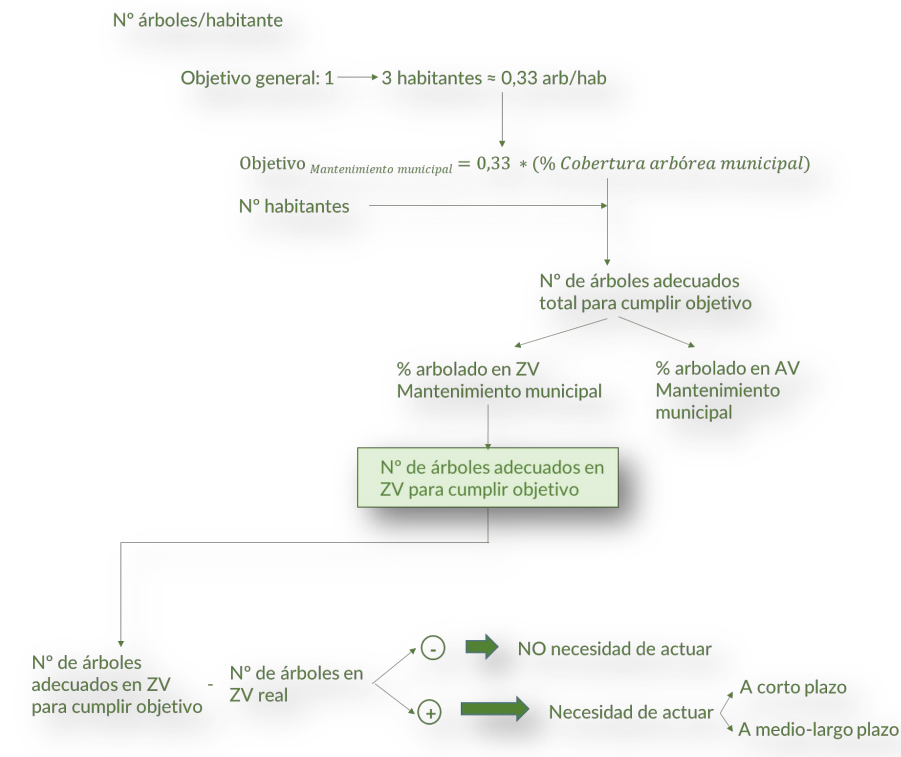 Nº árboles/habitante
Objetivo general: 1 3 habitantes ≈ 0,33 arb/hab
Objetivo Mantenimiento municipal = 0,33 * (% Cobertura arbórea municipal)
Nº habitantes
Nº de árboles adecuados
total para cumplir objetivo
% arbolado en ZV
Mantenimiento municipal
% arbolado en AV
Mantenimiento
municipal
Nº de árboles adecuados en
ZV para cumplir objetivo
Nº de árboles
adecuados en ZV
para cumplir objetivo
-
Nº de árboles en
ZV real
-
NO necesidad de actuar
+
Necesidad de actuar
A corto plazo
A medio-largo plazo